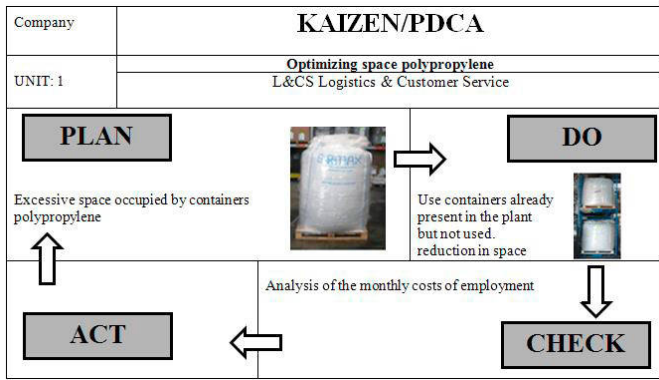 Company
KAIZEN/PDCA
Optimizing space polypropylene
UNIT: 1
L&CS Logistics & Customer Service
PLAN
DO
Excessive space occupied by containers
polypropylene
Use containers already
present in the plant
but not used.
reduction in space
Analysis of the monthly costs of employment
ACT
CHECK